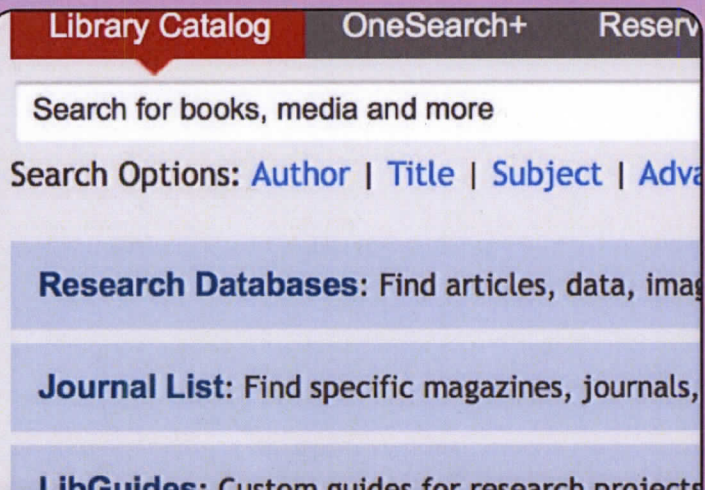 Library Catalog OneSearch+ Reserv
Search for books, media and more
Search Options: Author | Title | Subject | Adva
Research Databases: Find articles, data, imag
Journal List: Find specific magazines, journals,
LibGuides: Custom guides for research projects